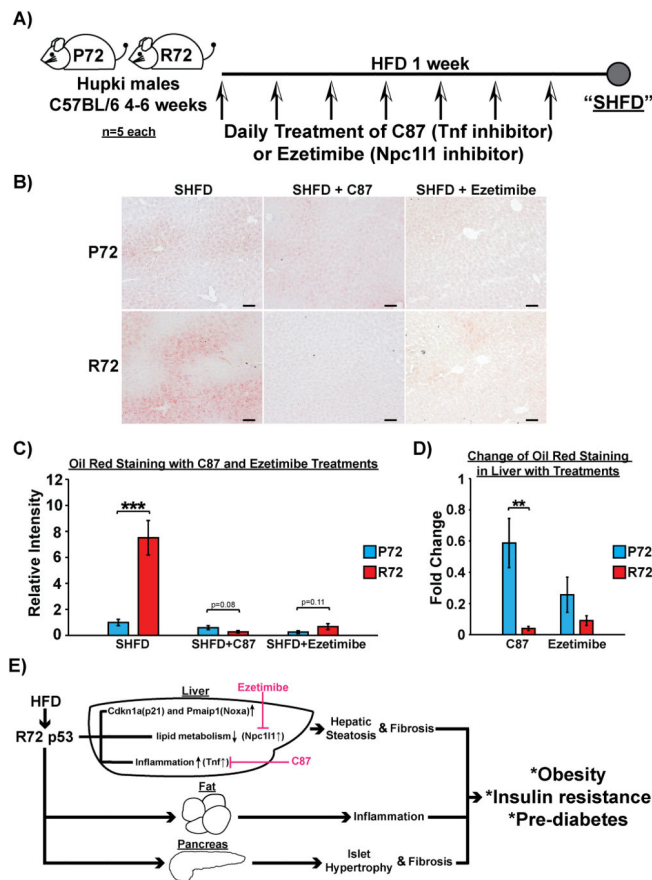 A)
P72
R72
Hupki males
C57BL/6 4-6 weeks
n=5 each
HFD 1 week
"SHFD"
Daily Treatment of C87 (Tnf inhibitor)
or Ezetimibe (Npc1l1 inhibitor)
B)
SHFD
SHFD + C87
SHFD + Ezetimibe
P72
R72
C)
Oil Red Staining with C87 and Ezetimibe Treatments
Relative Intensity
12
10
8
6
4
2
0
***
p=0.08
p=0.11
P72
R72
SHFD
SHFD+C87
SHFD+Ezetimibe
D)
Change of Oil Red Staining
in Liver with Treatments
Fold Change
1
0.8
0.6
0.4
0.2
0
**
P72
R72
C87
Ezetimibe
E)
HFD
R72 p53
Liver
Ezetimibe
Cdkn1a(p21) and Pmaip1(Noxa)↑
lipid metabolism↓ (Npc1l1↑)
Inflammation↑(Tnf↑)
C87
Hepatic
Steatosis & Fibrosis
Fat
Inflammation
Pancreas
Islet
Hypertrophy & Fibrosis
*Obesity
*Insulin resistance
*Pre-diabetes